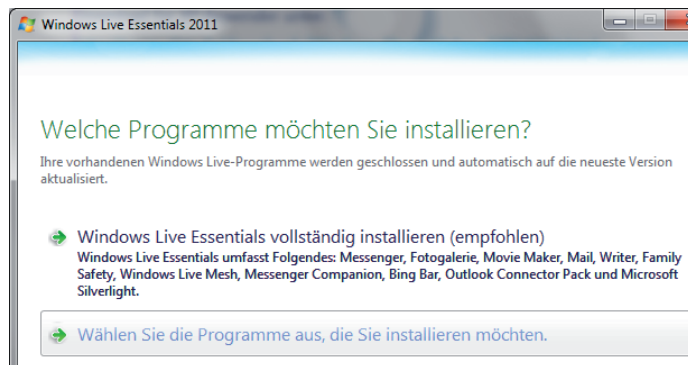 Windows Live Essentials 2011
Welche Programme möchten Sie installieren?
Ihre vorhandenen Windows Live-Programme werden geschlossen und automatisch auf die neueste Version
aktualisiert.
Windows Live Essentials vollständig installieren (empfohlen)
Windows Live Essentials umfasst Folgendes: Messenger, Fotogalerie, Movie Maker, Mail, Writer, Family
Safety, Windows Live Mesh, Messenger Companion, Bing Bar, Outlook Connector Pack und Microsoft
Silverlight.
Wählen Sie die Programme aus, die Sie installieren möchten.